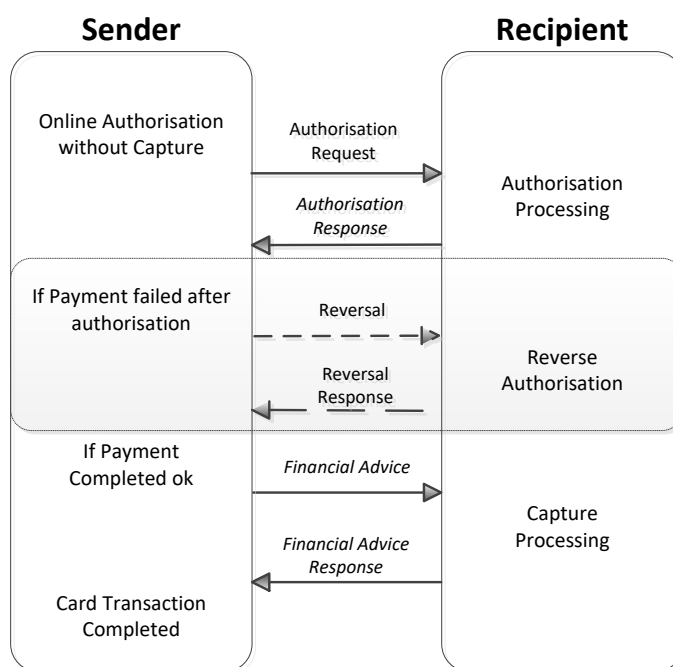 Sender
Recipient
Online Authorisation
without Capture
Authorisation
Request
Authorisation
Processing
Authorisation
Response
If Payment failed after
authorisation
Reversal
Reverse
Authorisation
Reversal
Response
If Payment
Completed ok
Financial Advice
Capture
Processing
Financial Advice
Response
Card Transaction
Completed